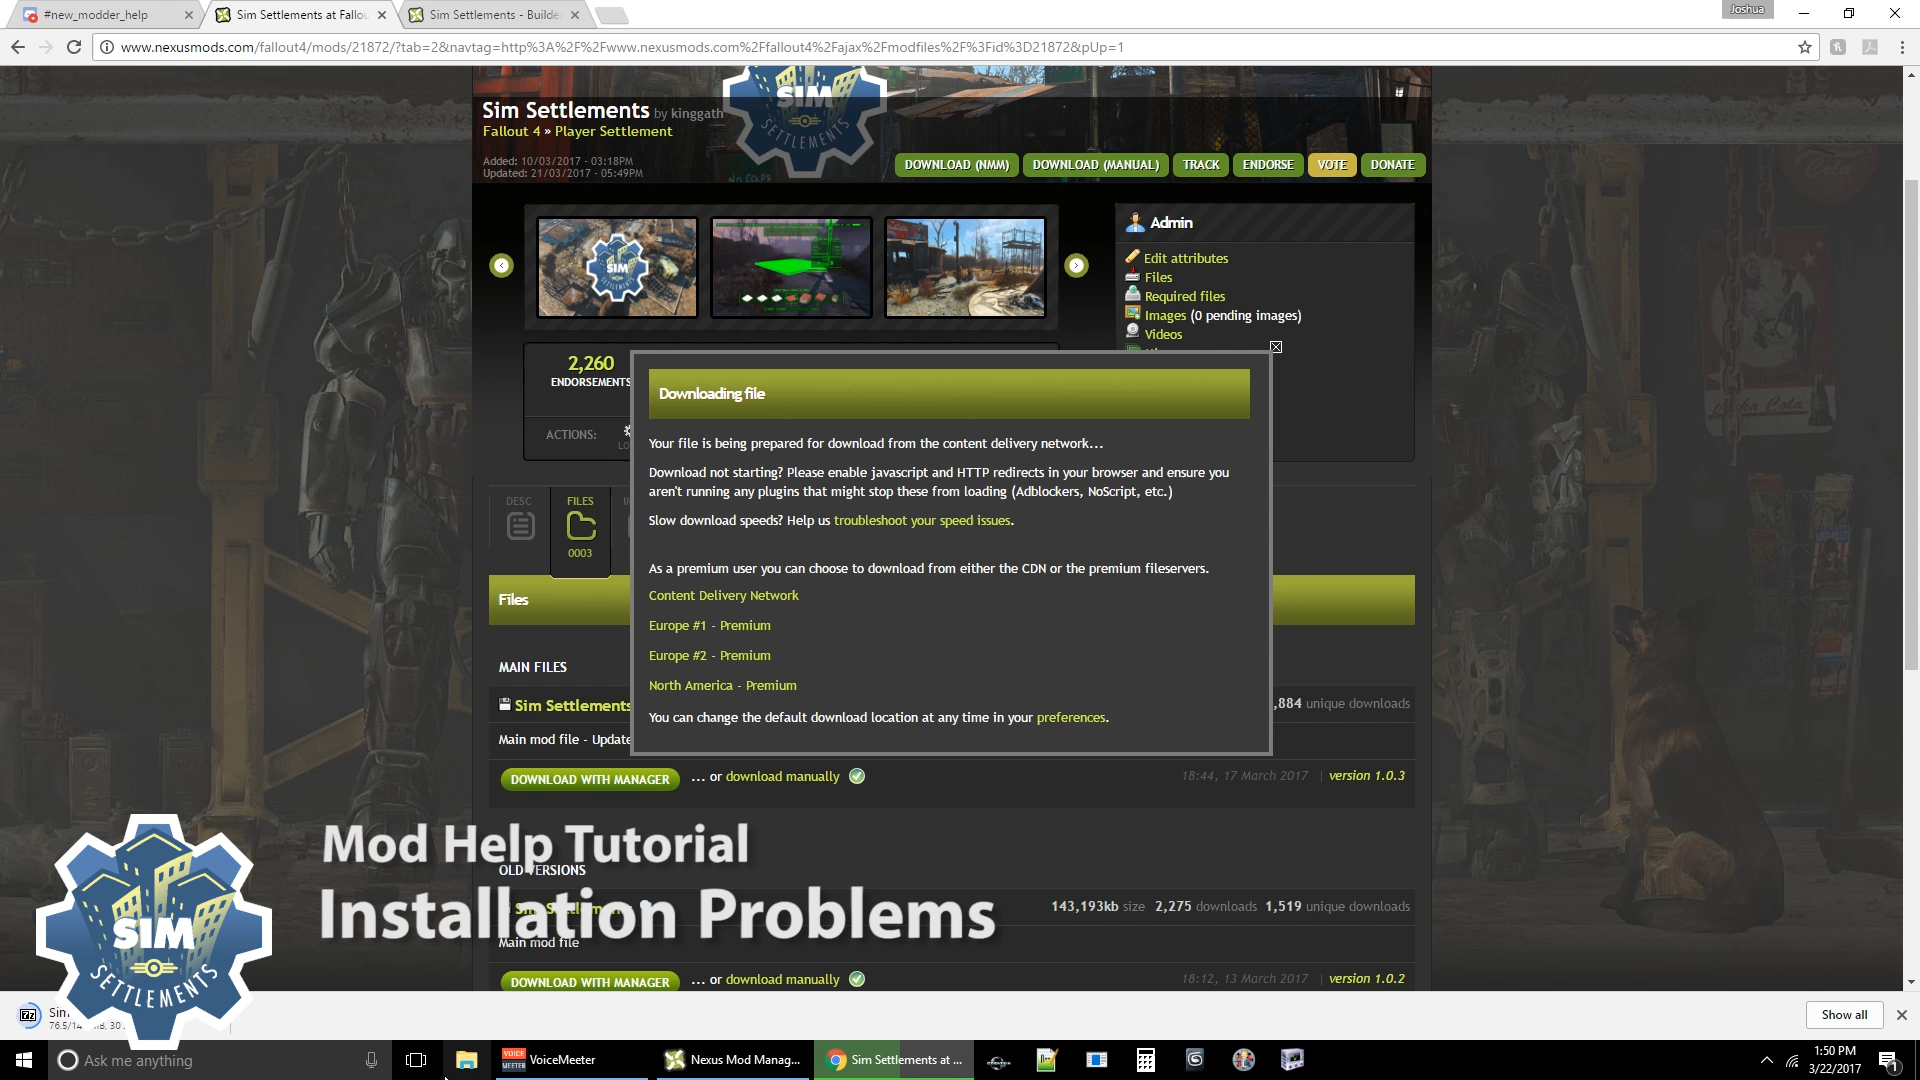 #new_modder_help
Sim Settlements at Fallou
Sim Settlements - Builde
Joshua
www.nexusmods.com/fallout4/mods/21872/?tab=2&navtag=http%3A%2F%2Fwww.nexusmods.com%2Ffallout4%2Fajax%2Fmodfiles%2F%3Fid%3D21872&pUp=1
SIM
SETTLEMENTS
Sim Settlements by kinggath
Fallout 4 » Player Settlement
Added: 10/03/2017 - 03:18PM
Updated: 21/03/2017 - 05:49PM
DOWNLOAD (NMM)
DOWNLOAD (MANUAL)
TRACK
ENDORSE
VOTE
DONATE
SIM
Admin
Edit attributes
Files
Required files
Images (0 pending images)
Videos
2,260
ENDORSEMENTS
ACTIONS:
Downloading file
Your file is being prepared for download from the content delivery network...
Download not starting? Please enable javascript and HTTP redirects in your browser and ensure you
aren't running any plugins that might stop these from loading (Adblockers, NoScript, etc.)
Slow download speeds? Help us troubleshoot your speed issues.
As a premium user you can choose to download from either the CDN or the premium fileservers.
Content Delivery Network
Europe #1 - Premium
Europe #2 - Premium
North America - Premium
You can change the default download location at any time in your preferences.
DESC
FILES
0003
Files
MAIN FILES
Sim Settlements
,884 unique downloads
Main mod file - Update
DOWNLOAD WITH MANAGER
... or download manually
18:44, 17 March 2017 | version 1.0.3
Mod Help Tutorial
OLD VERSIONS
Installation Problems
143,193kb size 2,275 downloads 1,519 unique downloads
Main mod file
DOWNLOAD WITH MANAGER
... or download manually
18:12, 13 March 2017 | version 1.0.2
SIM
SETTLEMENTS
Show all
Ask me anything
VOICE MEETER
VoiceMeeter
Nexus Mod Manag...
Sim Settlements at ...
1:50 PM
3/22/2017
1